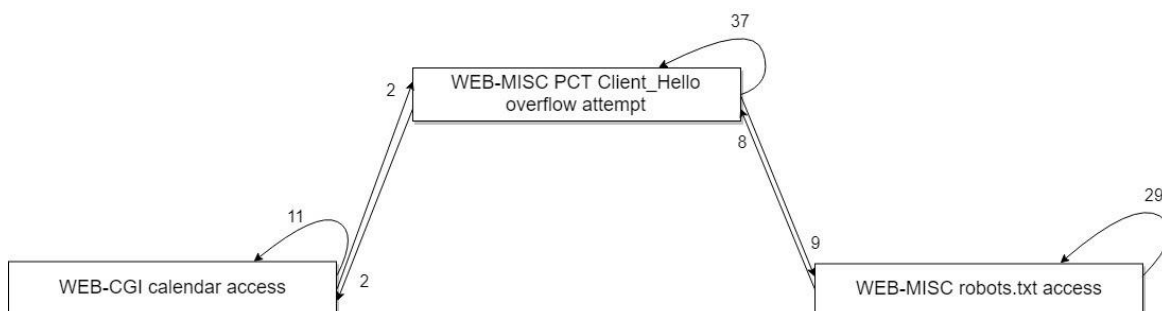 37
WEB-MISC PCT Client_Hello
overflow attempt
2
8
29
11
9
2
WEB-CGI calendar access
WEB-MISC robots.txt access